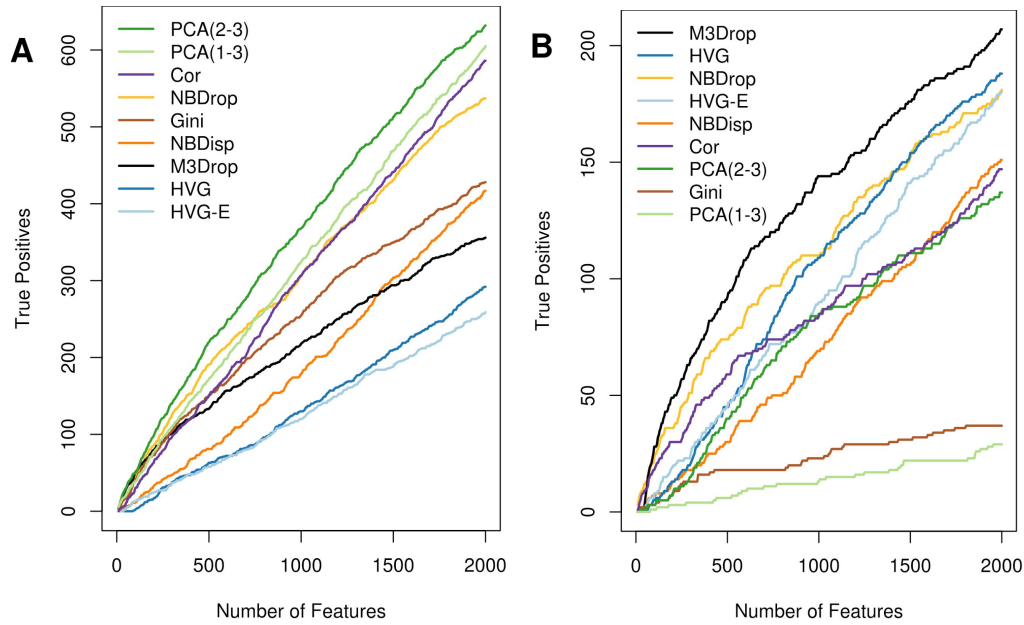 A
PCA(2-3)
PCA(1-3)
Cor
NBDrop
Gini
NBDisp
M3Drop
HVG
HVG-E
True Positives
0
100
200
300
400
500
600
0
500
1000
1500
2000
Number of Features
B
M3Drop
HVG
NBDrop
HVG-E
Cor
PCA(2-3)
Gini
PCA(1-3)
True Positives
0
50
100
150
200
0
500
1000
1500
2000
Number of Features